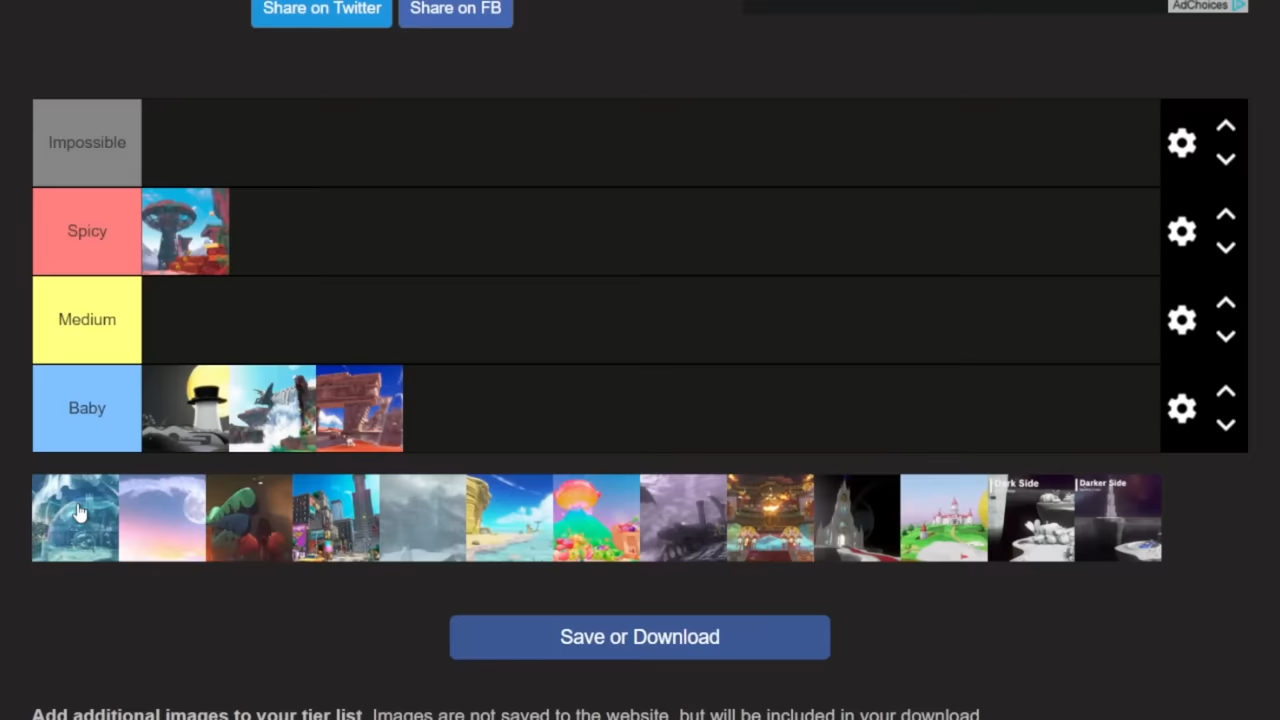 Share on Twitter
Share on FB
AdChoices
Impossible
Spicy
Medium
Baby
Dark Side
Darker Side
Save or Download
Add additional images to your tier list. Images are not saved to the website, but will be included in your download